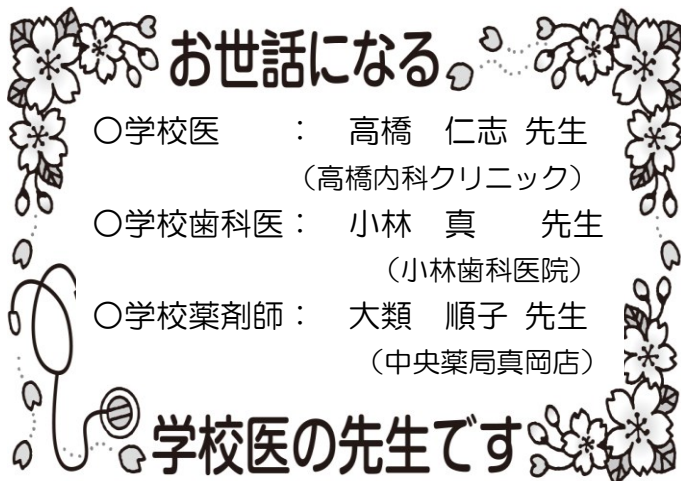 お世話になる
〇学校医　　：　高橋　仁志 先生
（高橋内科クリニック）
〇学校歯科医：　小林　真　　先生
（小林歯科医院）
〇学校薬剤師：　大類　順子 先生
（中央薬局真岡店）
学校医の先生です